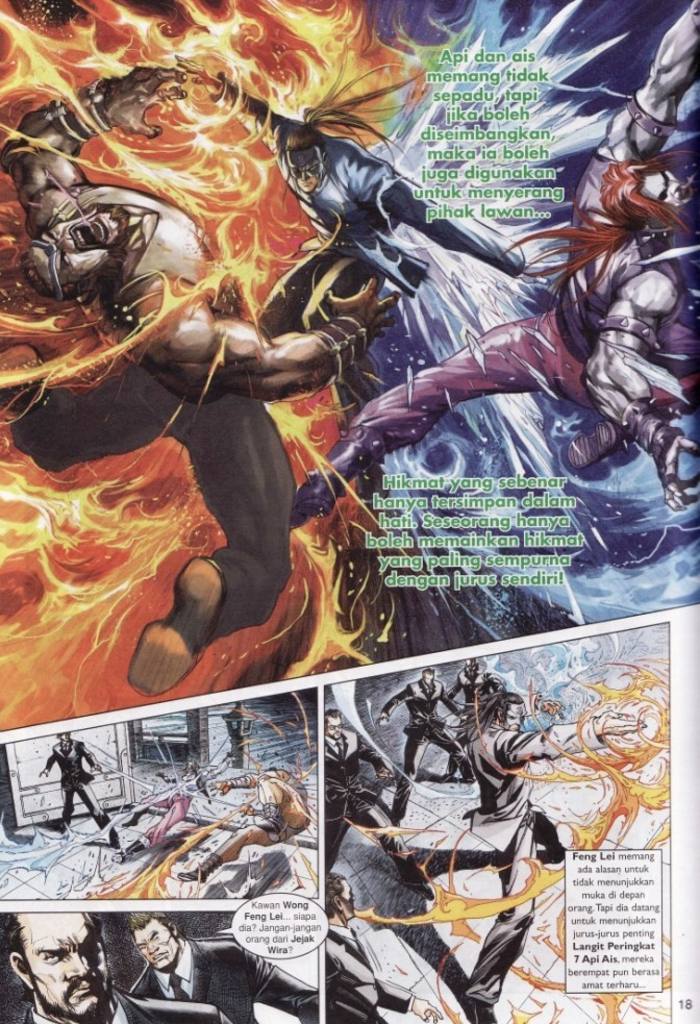 Api dan ais
memang tidak
sepadu, tapi
jika boleh
diseimbangkan,
maka ia boleh
juga digunakan
untuk menyerang
pihak lawan...
Hikmat yang sebenar
hanya tersimpan dalam
hati. Seseorang hanya
boleh memainkan hikmat
yang paling sempurna
dengan jurus sendiri!
Kawan Wong
Feng Lei... siapa
dia? Jangan-jangan
orang dari Jejak
Wira?
Feng Lei memang
ada alasan untuk
tidak menunjukkan
muka di depan
orang. Tapi dia datang
untuk menunjukkan
jurus-jurus penting
Langit Peringkat
7 Api Ais, mereka
berempat pun berasa
amat terharu...
18